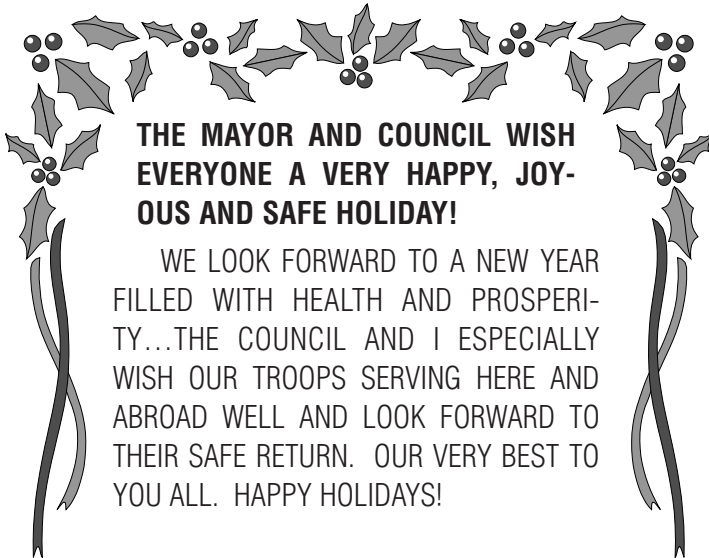 THE MAYOR AND COUNCIL WISH
EVERYONE A VERY HAPPY, JOY-
OUS AND SAFE HOLIDAY!
WE LOOK FORWARD TO A NEW YEAR
FILLED WITH HEALTH AND PROSPERI-
TY…THE COUNCIL AND I ESPECIALLY
WISH OUR TROOPS SERVING HERE AND
ABROAD WELL AND LOOK FORWARD TO
THEIR SAFE RETURN.  OUR VERY BEST TO
YOU ALL.  HAPPY HOLIDAYS!